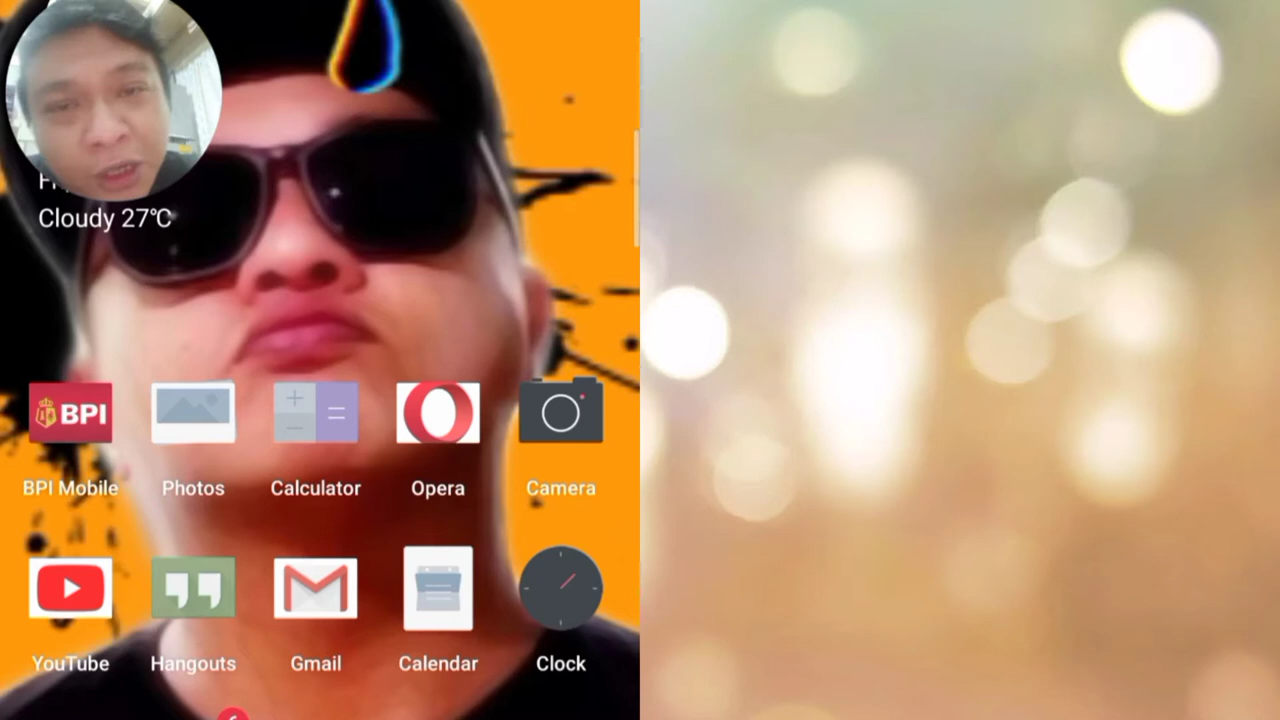 Cloudy 27℃
BPI
BPI Mobile
Photos
Calculator
Opera
Camera
YouTube
Hangouts
Gmail
Calendar
Clock